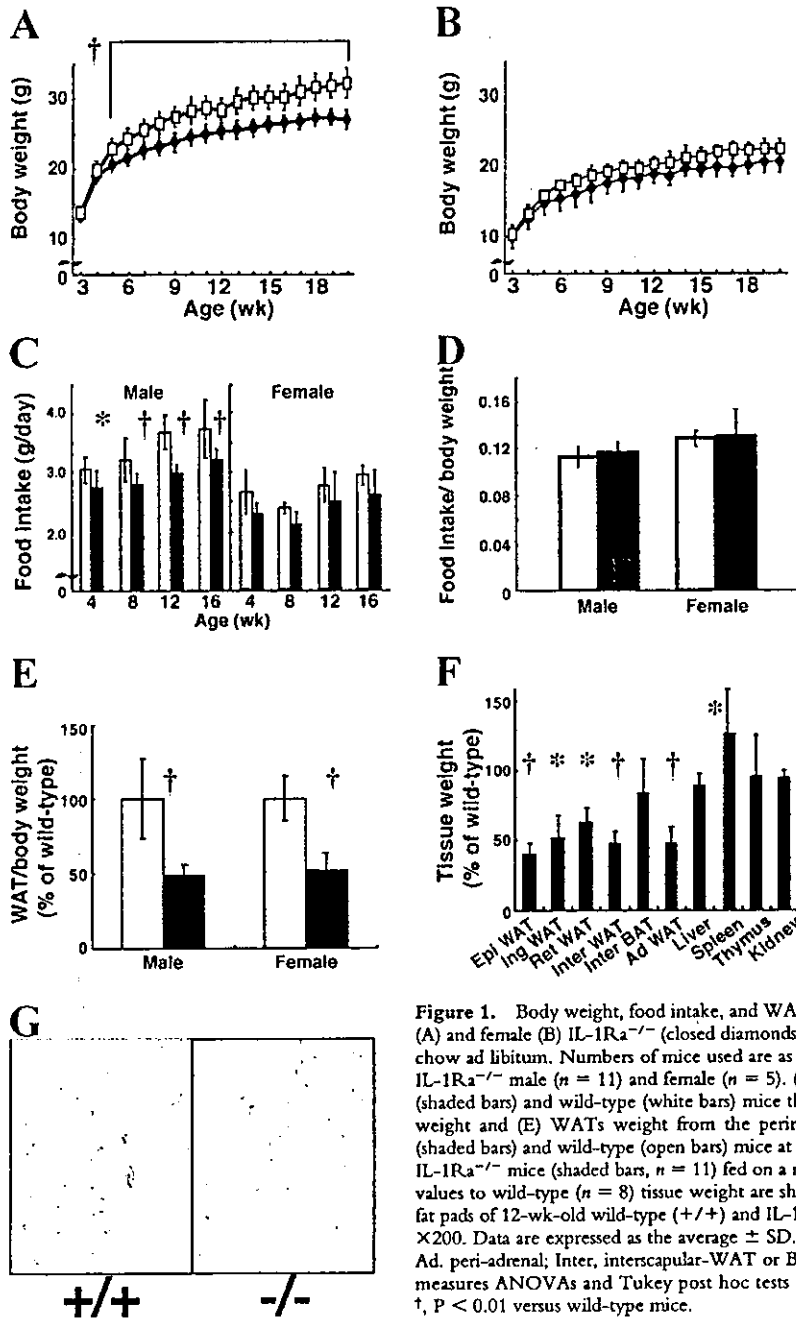 A
†
Body weight (g)
30
20
10
0
3 6 9 12 15 18
Age (wk)
B
Body weight (g)
30
20
10
0
3 6 9 12 15 18
Age (wk)
C
Food intake (g/day)
Male Female
* † † †
4.0
3.0
2.0
0
4 8 12 16 4 8 12 16
Age (wk)
D
Food Intake/ body weight
0.16
0.12
0.08
0.04
0
Male Female
E
WAT/body weight
(% of wild-type)
150
100
50
0
† †
Male Female
F
Tissue weight
(% of wild-type)
150
100
50
0
† * * † † *
Epi WAT
Ing WAT
Ret WAT
Inter WAT
Inter BAT
Ad WAT
Liver
Spleen
Thymus
Kidney
G
+/+ -/-
Figure 1. Body weight, food intake, and WA
(A) and female (B) IL-1Ra−/− (closed diamonds
chow ad libitum. Numbers of mice used are as
IL-1Ra−/− male (n = 11) and female (n = 5). (
(shaded bars) and wild-type (white bars) mice th
weight and (E) WATs weight from the perir
(shaded bars) and wild-type (open bars) mice at
IL-1Ra−/− mice (shaded bars, n = 11) fed on a r
values to wild-type (n = 8) tissue weight are sh
fat pads of 12-wk-old wild-type (+/+) and IL-1
×200. Data are expressed as the average ± SD.
Ad. peri-adrenal; Inter, interscapular-WAT or B
measures ANOVAs and Tukey post hoc tests
†, P < 0.01 versus wild-type mice.